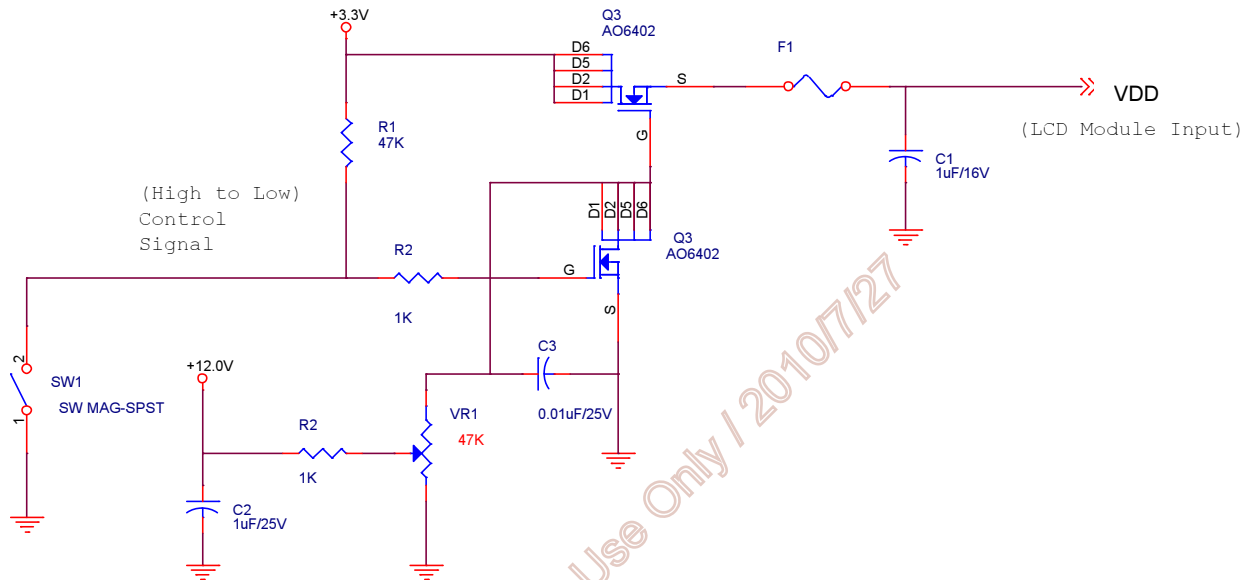 +3.3V
Q3
AO6402
F1
D6
D5
D2
D1
S
G
VDD
(LCD Module Input)
R1
47K
C1
1uF/16V
(High to Low)
Control
Signal
D1
D2
D5
D6
Q3
AO6402
R2
1K
G
S
2
1
SW1
SW MAG-SPST
+12.0V
C3
0.01uF/25V
VR1
47K
R2
1K
C2
1uF/25V
Use Only / 2010/7/27